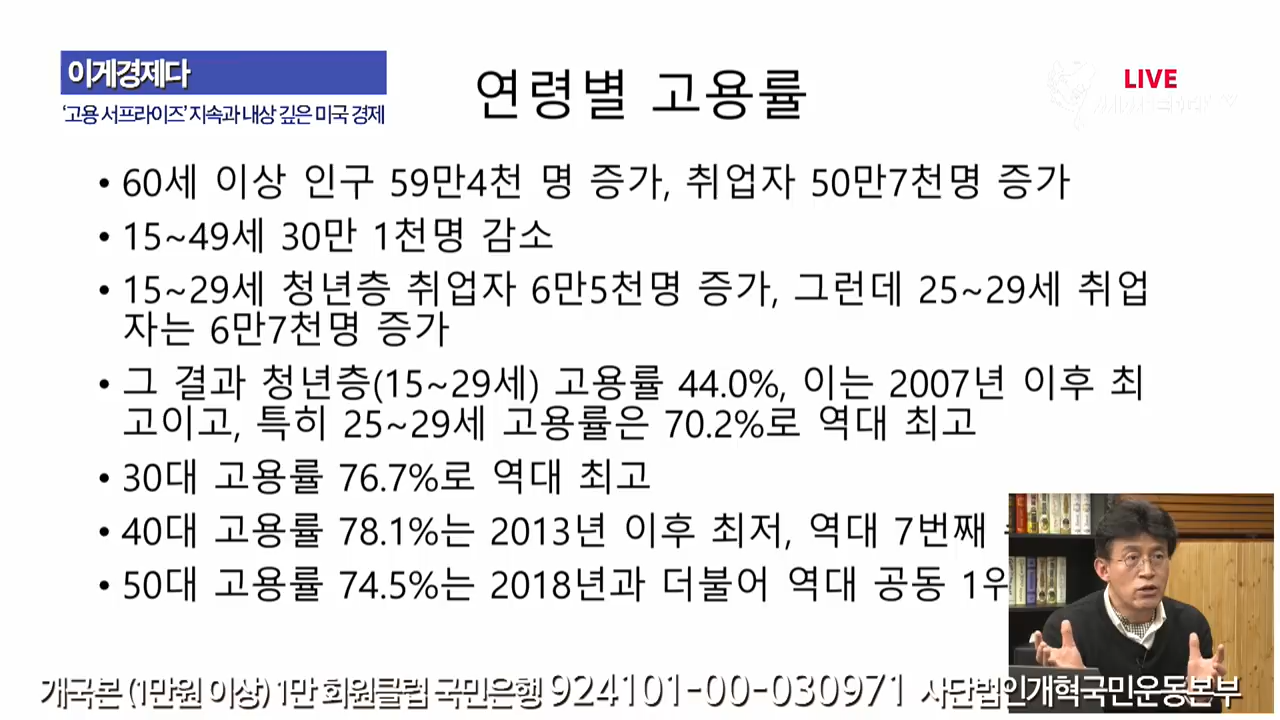 이게경제다
‘고용 서프라이즈’ 지속과 내상 깊은 미국 경제
연령별 고용률
LIVE
• 60세 이상 인구 59만4천 명 증가, 취업자 50만7천명 증가
• 15~49세 30만 1천명 감소
• 15~29세 청년층 취업자 6만5천명 증가, 그런데 25~29세 취업
자는 6만7천명 증가
• 그 결과 청년층(15~29세) 고용률 44.0%, 이는 2007년 이후 최
고이고, 특히 25~29세 고용률은 70.2%로 역대 최고
• 30대 고용률 76.7%로 역대 최고
• 40대 고용률 78.1%는 2013년 이후 최저, 역대 7번째
• 50대 고용률 74.5%는 2018년과 더불어 역대 공동 1위
개국본 (1만원 이상) 1만 회원클럽 국민은행 924101-00-030971 사단법인개혁국민운동본부